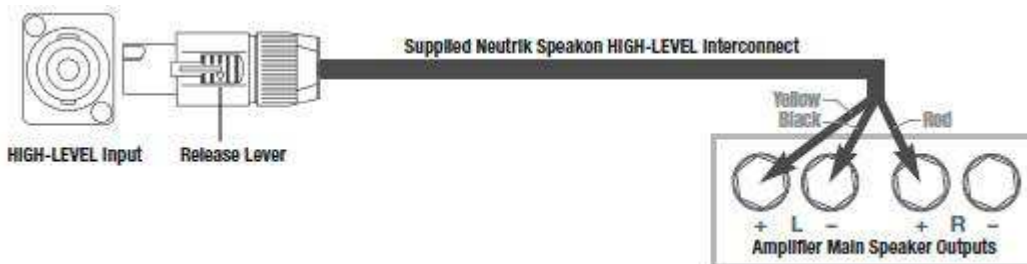 Supplied Neutrik Speakon HIGH-LEVEL Interconnect
Yellow
Black
Red
HIGH-LEVEL Input
Release Lever
+ L - + R -
Amplifier Main Speaker Outputs